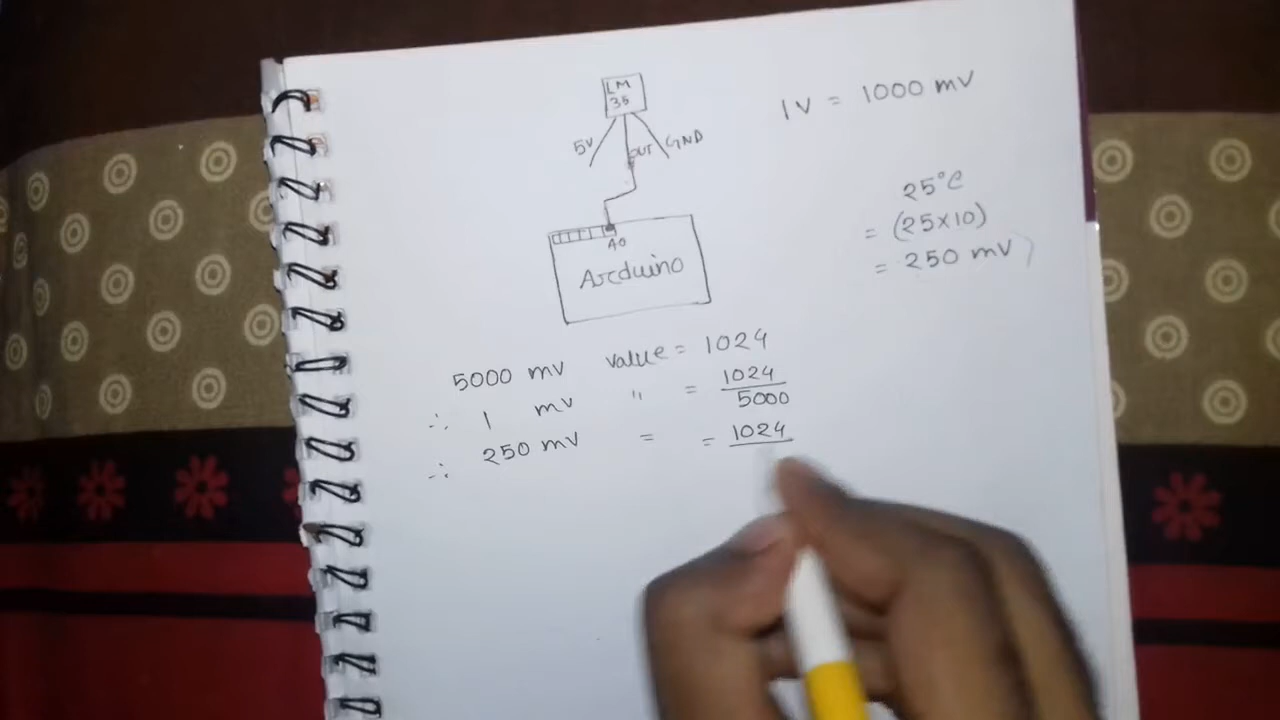 LM
35
5V OUT GND
A0
Arduino
1V = 1000 mV
25°C
= (25×10)
= 250 mV
5000 mV value = 1024
∴ 1 mV " = 1024/5000
∴ 250 mV = = 1024